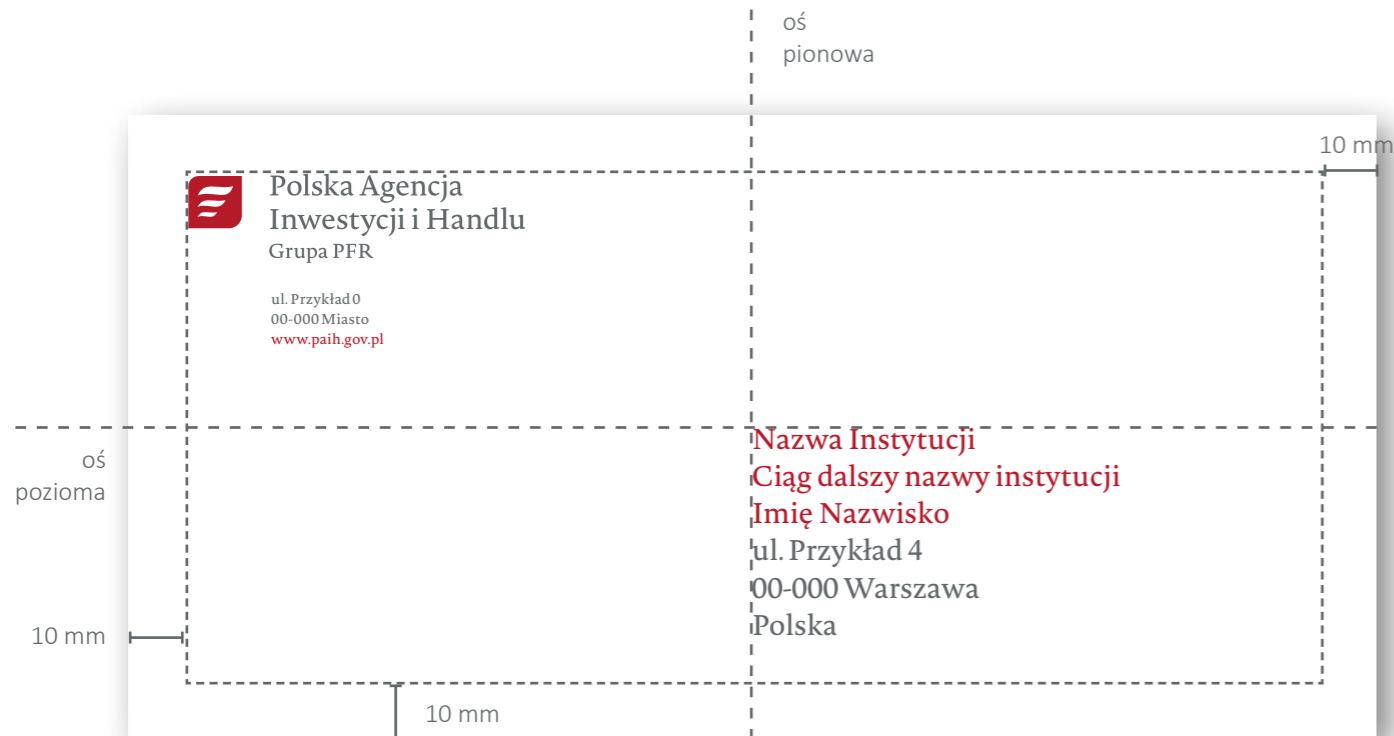 oś
pionowa
10 mm
Polska Agencja
Inwestycji i Handlu
Grupa PFR
ul. Przykład 0
00-000 Miasto
www.paih.gov.pl
oś
pozioma
Nazwa Instytucji
Ciąg dalszy nazwy instytucji
Imię Nazwisko
ul. Przykład 4
00-000 Warszawa
Polska
10 mm
10 mm